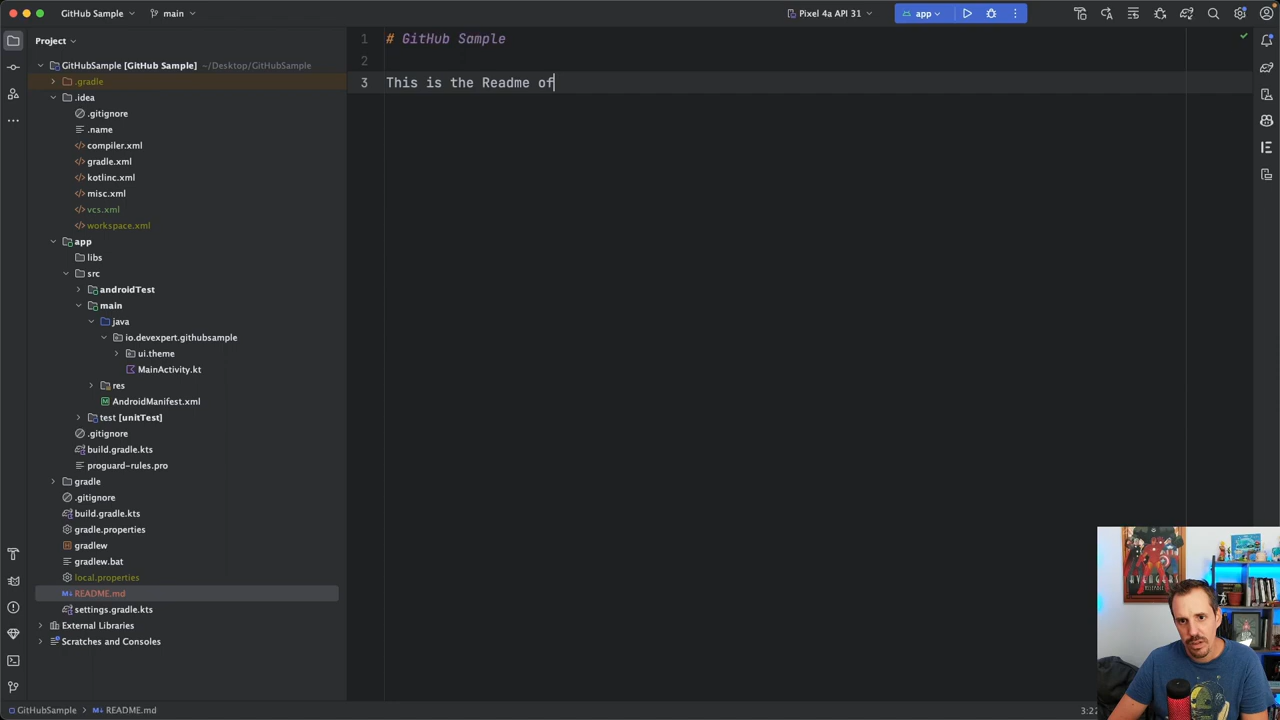 GitHub Sample
main
Pixel 4a API 31
app
Project
GitHubSample [GitHub Sample] ~/Desktop/GitHubSample
.gradle
.idea
.gitignore
.name
compiler.xml
gradle.xml
kotlinc.xml
misc.xml
vcs.xml
workspace.xml
app
libs
src
androidTest
main
java
io.devexpert.githubsample
ui.theme
MainActivity.kt
res
AndroidManifest.xml
test [unitTest]
.gitignore
build.gradle.kts
proguard-rules.pro
gradle
.gitignore
build.gradle.kts
gradle.properties
gradlew
gradlew.bat
local.properties
README.md
settings.gradle.kts
External Libraries
Scratches and Consoles
1 # GitHub Sample
2
3 This is the Readme of
AVENGERS
GitHubSample > README.md
3:22